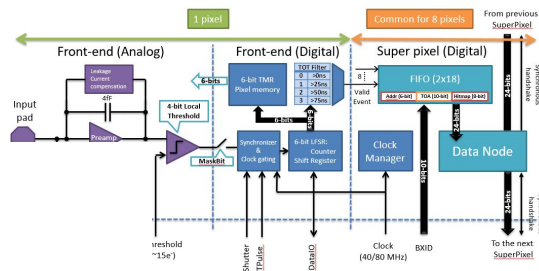 1 pixel
Common for 8 pixels
From previous
SuperPixel
Front-end (Analog)
Front-end (Digital)
Super pixel (Digital)
24-bits
Synchronous
handshake
Leakage
Current
compensation
4fF
Input
pad
Preamp
4-bit Local
Threshold
MaskBit
6-bits
6-bit TMR
Pixel memory
TOT Filter
0 >0ns
1 >25ns
2 >50ns
3 >75ns
8
Valid
Event
6-bits
6-bits
FIFO (2x18)
Addr [6-bit] TOA [10-bit] Hitmap [8-bit]
24-bits
Synchronizer
& Clock gating
6-bit LFSR:
Counter
Shift Register
Clock
Manager
10-bits
Data Node
24-bits
handshake
hreshold
~15e-)
Shutter
TPulse
DataIO
Clock
(40/80 MHz)
BXID
To the next
SuperPixel